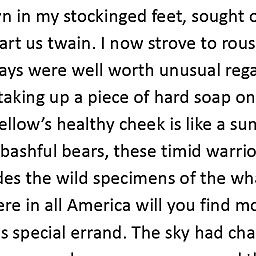 n in my stockinged feet, sought
art us twain. I now strove to rous
ays were well worth unusual rega
taking up a piece of hard soap on
ellow's healthy cheek is like a sun
bashful bears, these timid warrio
des the wild specimens of the wha
ere in all America will you find mo
s special errand. The sky had cha